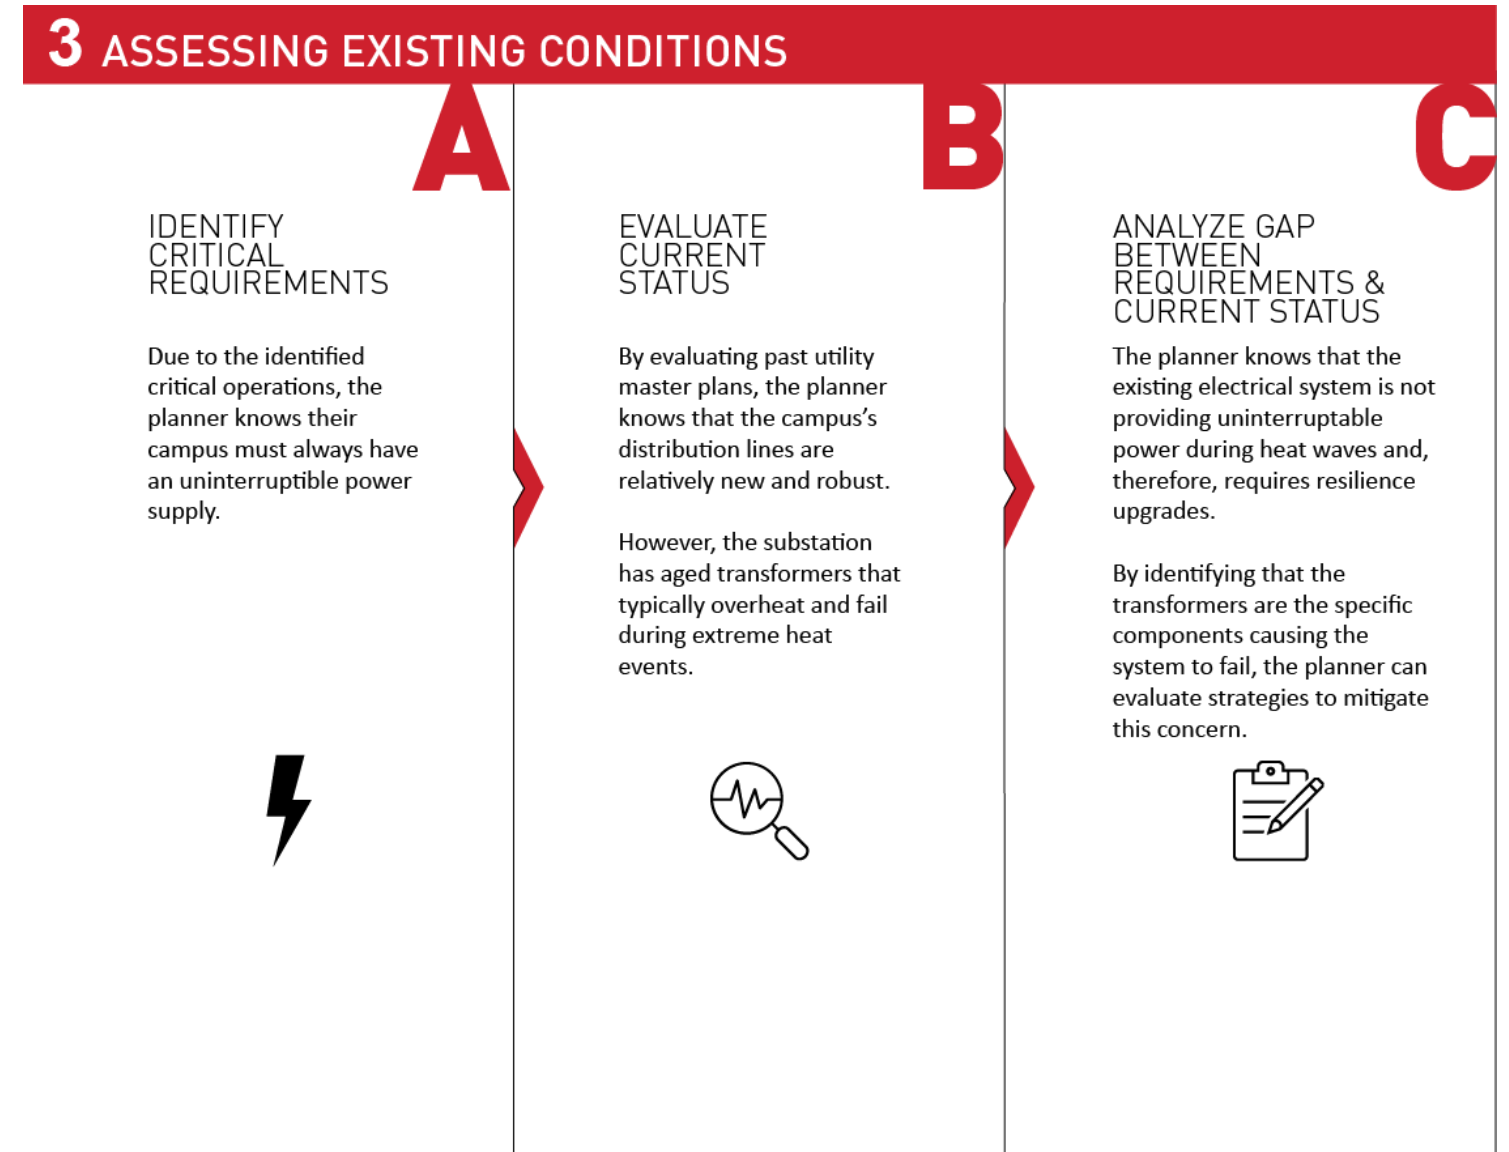 3 ASSESSING EXISTING CONDITIONS
A
IDENTIFY
CRITICAL
REQUIREMENTS
Due to the identified
critical operations, the
planner knows their
campus must always have
an uninterruptible power
supply.
B
EVALUATE
CURRENT
STATUS
By evaluating past utility
master plans, the planner
knows that the campus’s
distribution lines are
relatively new and robust.
However, the substation
has aged transformers that
typically overheat and fail
during extreme heat
events.
C
ANALYZE GAP
BETWEEN
REQUIREMENTS &
CURRENT STATUS
The planner knows that the
existing electrical system is not
providing uninterruptable
power during heat waves and,
therefore, requires resilience
upgrades.
By identifying that the
transformers are the specific
components causing the
system to fail, the planner can
evaluate strategies to mitigate
this concern.